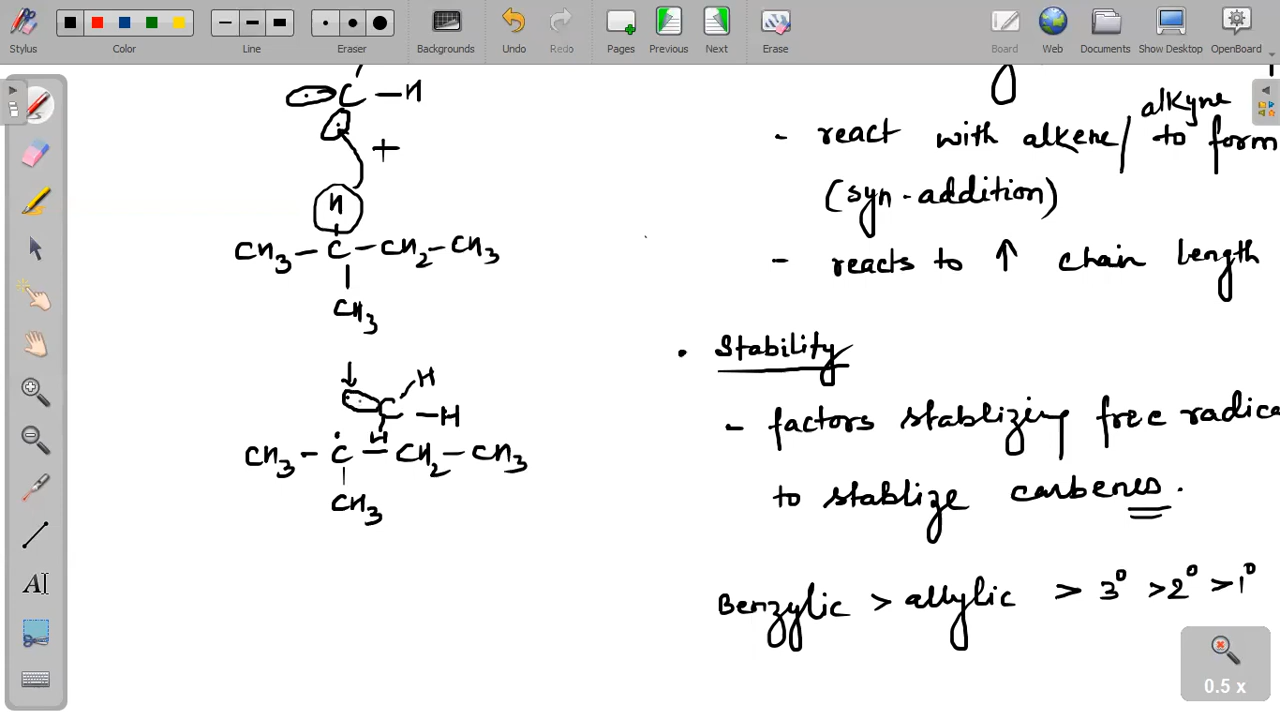 Stylus
Color
Line
Eraser
Backgrounds
Undo
Redo
Pages
Previous
Next
Erase
Board
Web
Documents
Show Desktop
OpenBoard
C — H
+
H
CH3 — C — CH2 — CH3
CH3
↓
H
C — H
H
CH3 — C — CH2 — CH3
CH3
alkyne
- react with alkene/ to form
(syn-addition)
- reacts to ↑ chain length
• Stability
- factors stablizing free radica
to stablize carbenes.
Benzylic > allylic > 3° > 2° > 1°
0.5 x